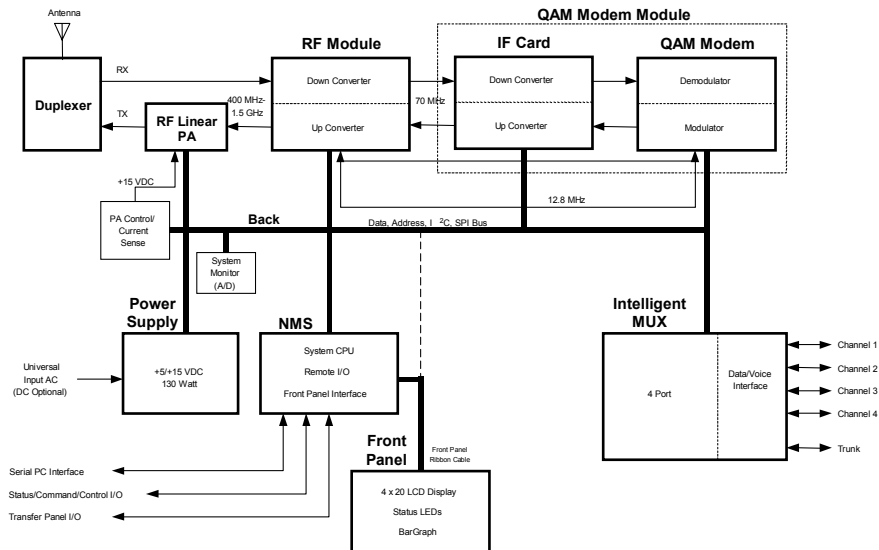 QAM Modem Module
Antenna
RF Module
IF Card
QAM Modem
RX
Down Converter
Down Converter
Demodulator
Duplexer
400 MHz-
1.5 GHz
70 MHz
TX
RF Linear
PA
Up Converter
Up Converter
Modulator
+15 VDC
12.8 MHz
PA Control/
Current
Sense
Back
Data, Address, I ²C, SPI Bus
System
Monitor
(A/D)
Power
Supply
NMS
Intelligent
MUX
+5/+15 VDC
130 Watt
System CPU
Remote I/O
Front Panel Interface
Universal
Input AC
(DC Optional)
4 Port
Data/Voice
Interface
Channel 1
Channel 2
Channel 3
Channel 4
Trunk
Front
Panel
Front Panel
Ribbon Cable
Serial PC Interface
Status/Command/Control I/O
Transfer Panel I/O
4 x 20 LCD Display
Status LEDs
BarGraph